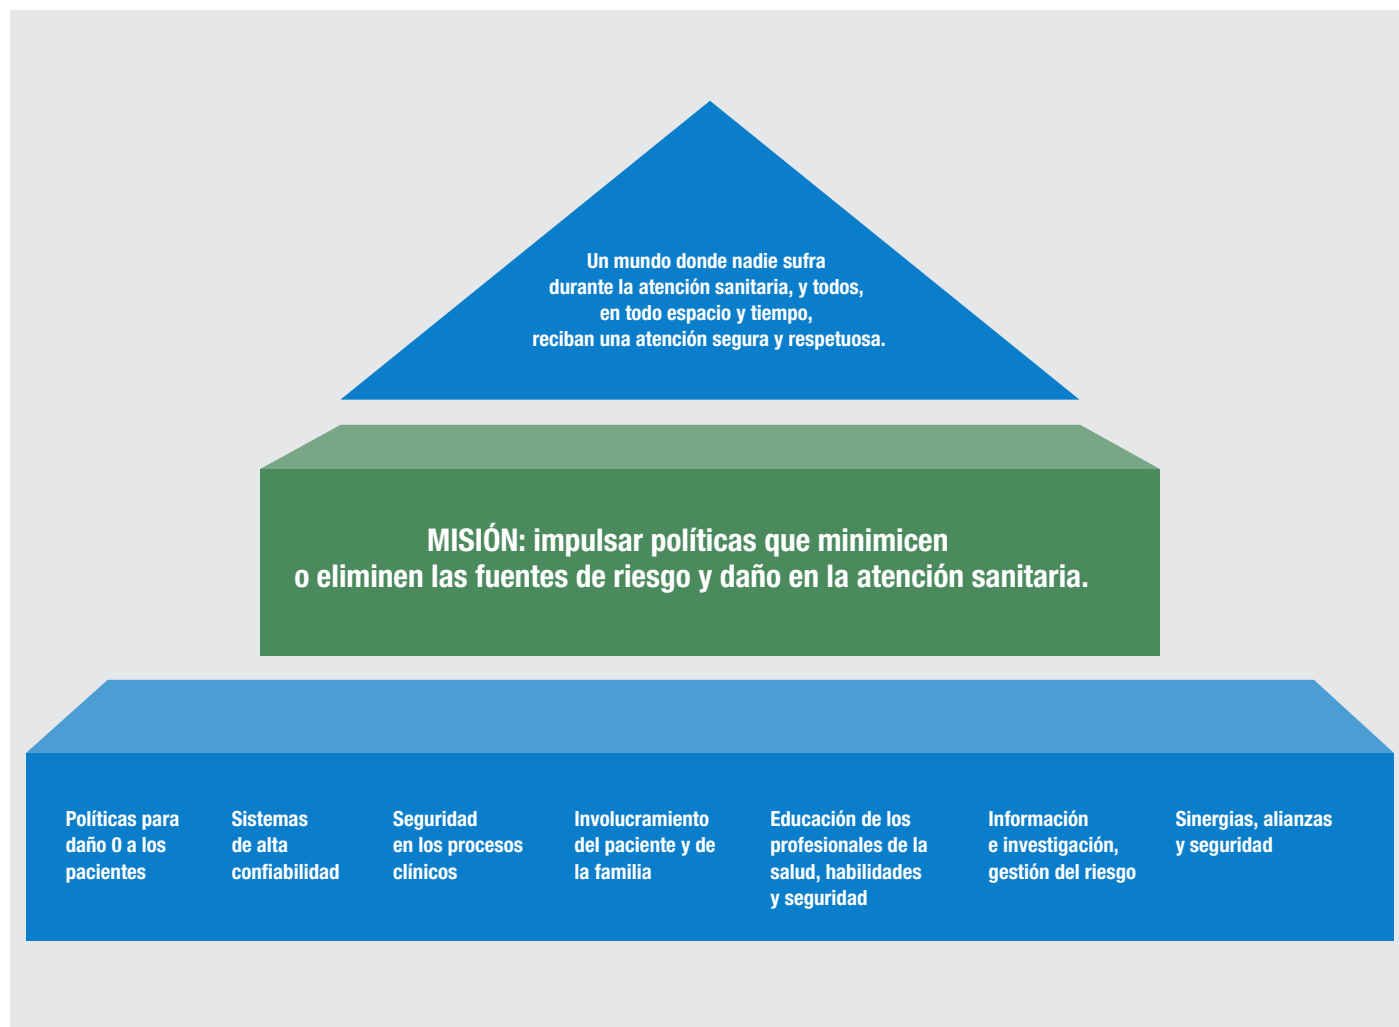 Un mundo donde nadie sufra
durante la atención sanitaria, y todos,
en todo espacio y tiempo,
reciban una atención segura y respetuosa.
MISIÓN: impulsar políticas que minimicen
o eliminen las fuentes de riesgo y daño en la atención sanitaria.
Políticas para
daño 0 a los
pacientes
Sistemas
de alta
confiabilidad
Seguridad
en los procesos
clínicos
Involucramiento
del paciente y de
la familia
Educación de los
profesionales de la
salud, habilidades
y seguridad
Información
e investigación,
gestión del riesgo
Sinergias, alianzas
y seguridad